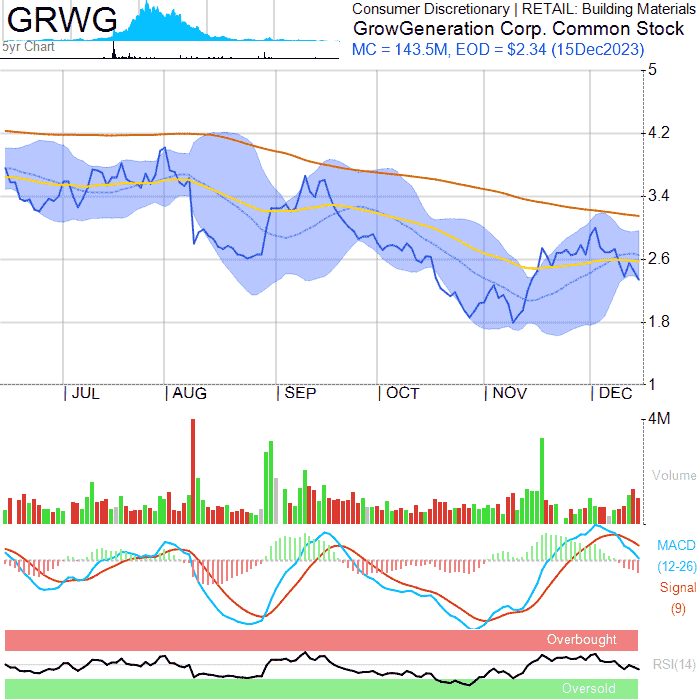 GRWG
5yr Chart
Consumer Discretionary | RETAIL: Building Materials
GrowGeneration Corp. Common Stock
MC = 143.5M, EOD = $2.34 (15Dec2023)
5
4.2
3.4
2.6
1.8
1
JUL AUG SEP OCT NOV DEC
4M
Volume
MACD
(12-26)
Signal
(9)
Overbought
RSI(14)
Oversold